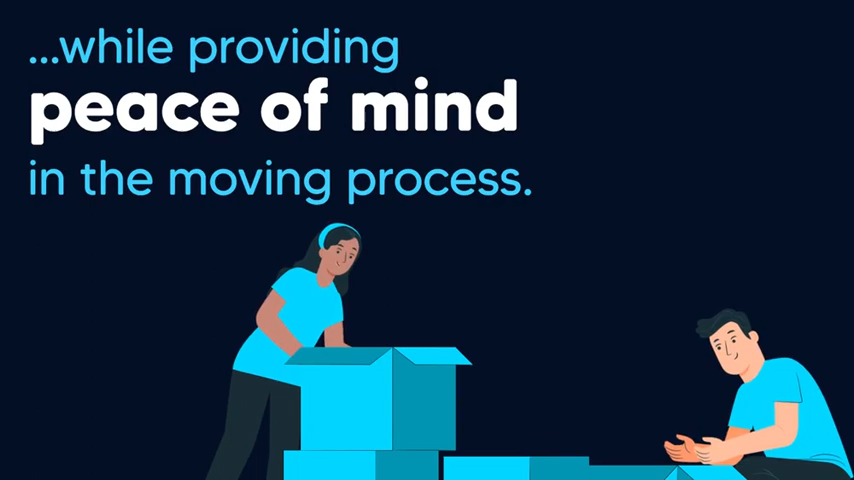 ...while providing
peace of mind
in the moving process.